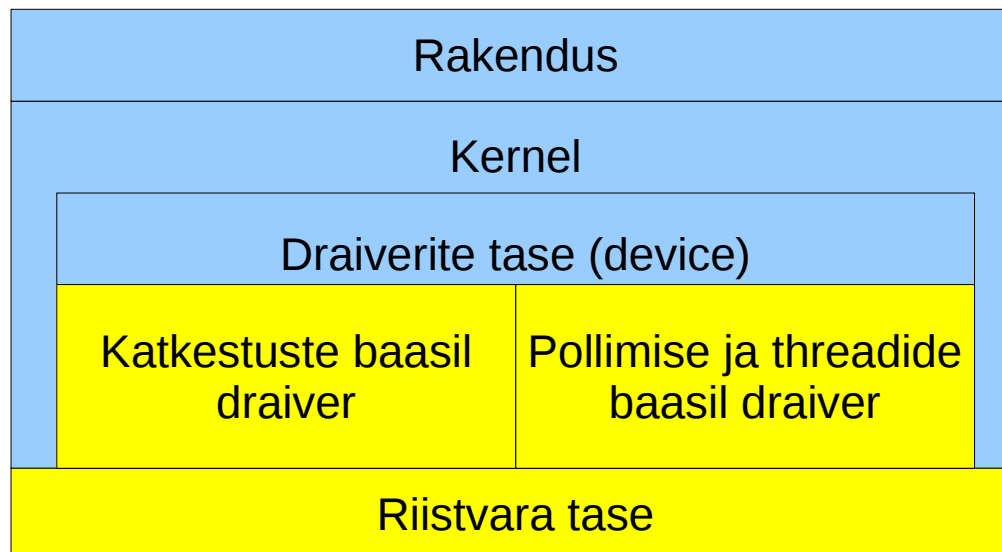 Rakendus
Kernel
Draiverite tase (device)
Katkestuste baasil
draiver
Pollimise ja threadide
baasil draiver
Riistvara tase